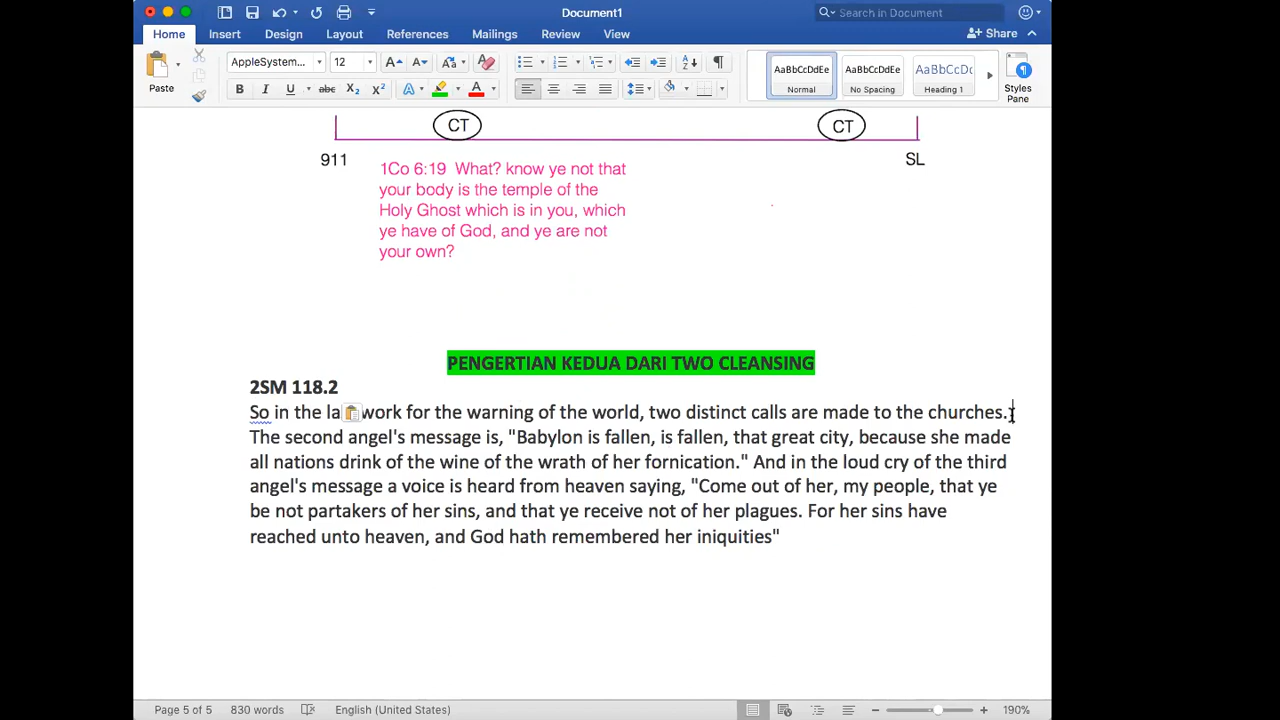 Document1
Search in Document
Home Insert Design Layout References Mailings Review View
Share
Paste
AppleSystem... 12
AaBbCcDdEe AaBbCcDdEe AaBbCcDc
Normal No Spacing Heading 1
Styles Pane
CT CT
911 SL
1Co 6:19 What? know ye not that
your body is the temple of the
Holy Ghost which is in you, which
ye have of God, and ye are not
your own?
PENGERTIAN KEDUA DARI TWO CLEANSING
2SM 118.2
So in the la work for the warning of the world, two distinct calls are made to the churches.
The second angel's message is, "Babylon is fallen, is fallen, that great city, because she made
all nations drink of the wine of the wrath of her fornication." And in the loud cry of the third
angel's message a voice is heard from heaven saying, "Come out of her, my people, that ye
be not partakers of her sins, and that ye receive not of her plagues. For her sins have
reached unto heaven, and God hath remembered her iniquities"
Page 5 of 5 830 words English (United States) 190%